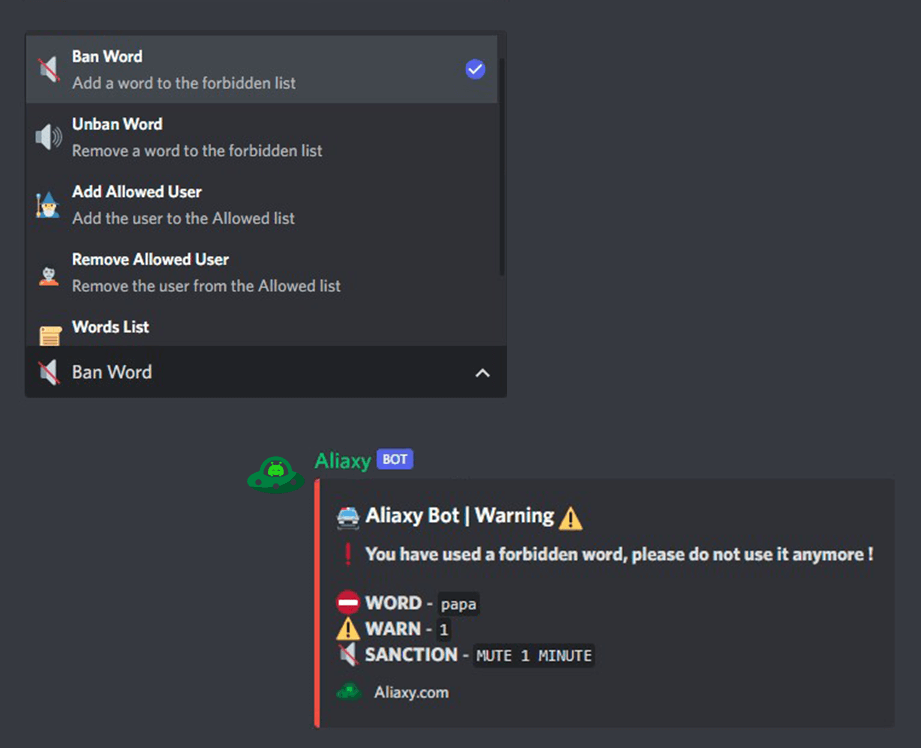 Ban Word
Add a word to the forbidden list
Unban Word
Remove a word to the forbidden list
Add Allowed User
Add the user to the Allowed list
Remove Allowed User
Remove the user from the Allowed list
Words List
Ban Word
Aliaxy BOT
Aliaxy Bot | Warning
You have used a forbidden word, please do not use it anymore !
WORD - papa
WARN - 1
SANCTION - MUTE 1 MINUTE
Aliaxy.com